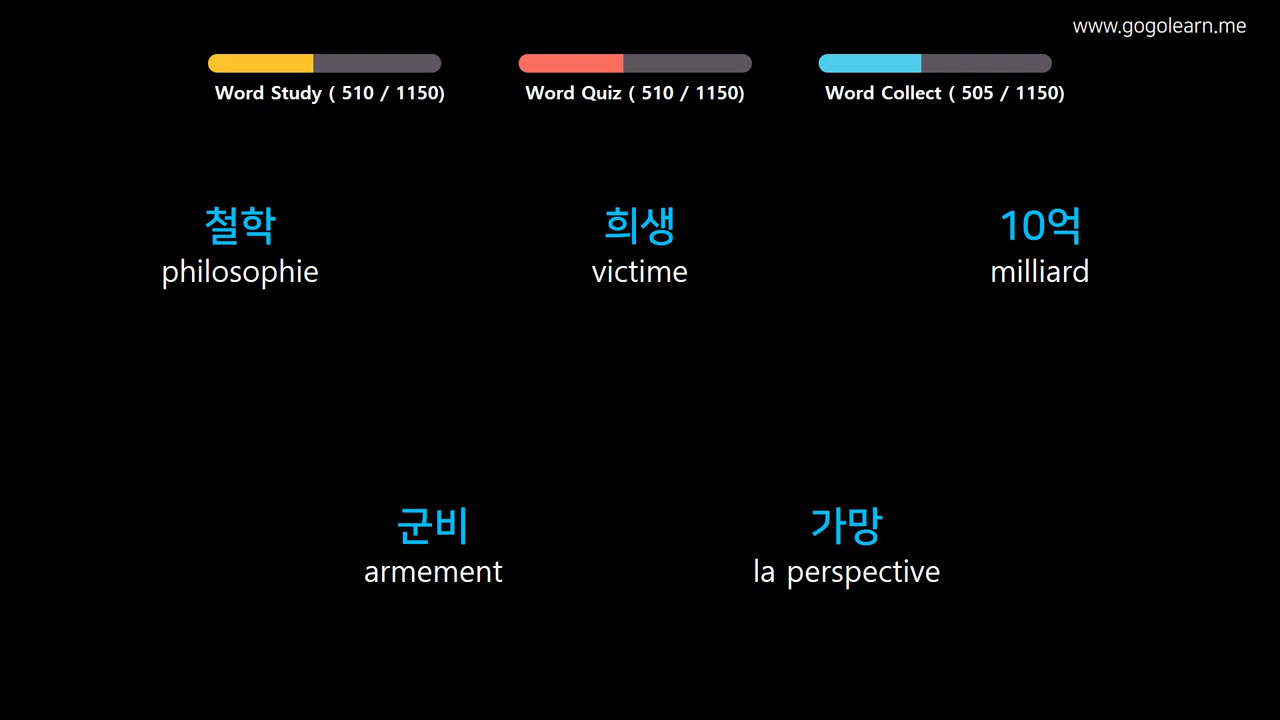 www.gogolearn.me
Word Study ( 510 / 1150)
Word Quiz ( 510 / 1150)
Word Collect ( 505 / 1150)
철학
philosophie
희생
victime
10억
milliard
군비
armement
가망
la perspective